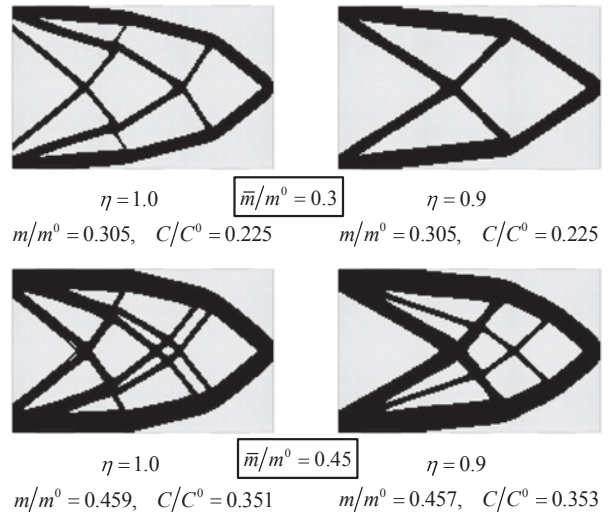 η = 1.0
m̅/m⁰ = 0.3
η = 0.9
m/m⁰ = 0.305, C/C⁰ = 0.225
m/m⁰ = 0.305, C/C⁰ = 0.225
η = 1.0
m̅/m⁰ = 0.45
η = 0.9
m/m⁰ = 0.459, C/C⁰ = 0.351
m/m⁰ = 0.457, C/C⁰ = 0.353